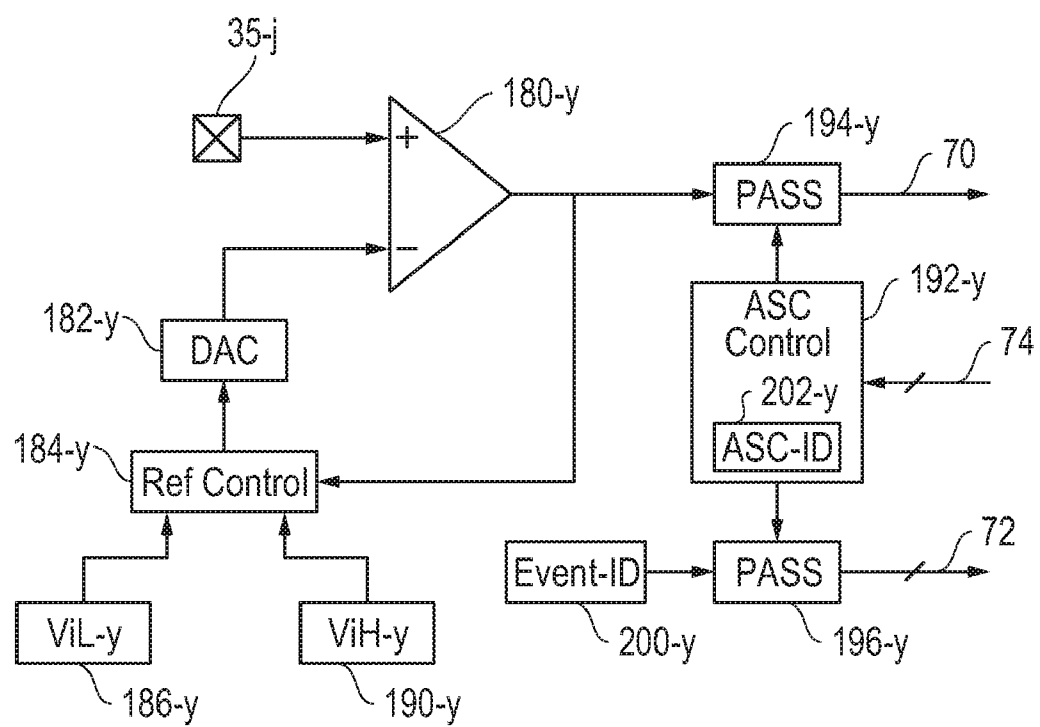 35-j
180-y
194-y
70
+
PASS
−
192-y
ASC
Control
182-y
DAC
74
202-y
ASC-ID
184-y
Ref Control
72
Event-ID
PASS
ViL-y
ViH-y
200-y
196-y
186-y
190-y